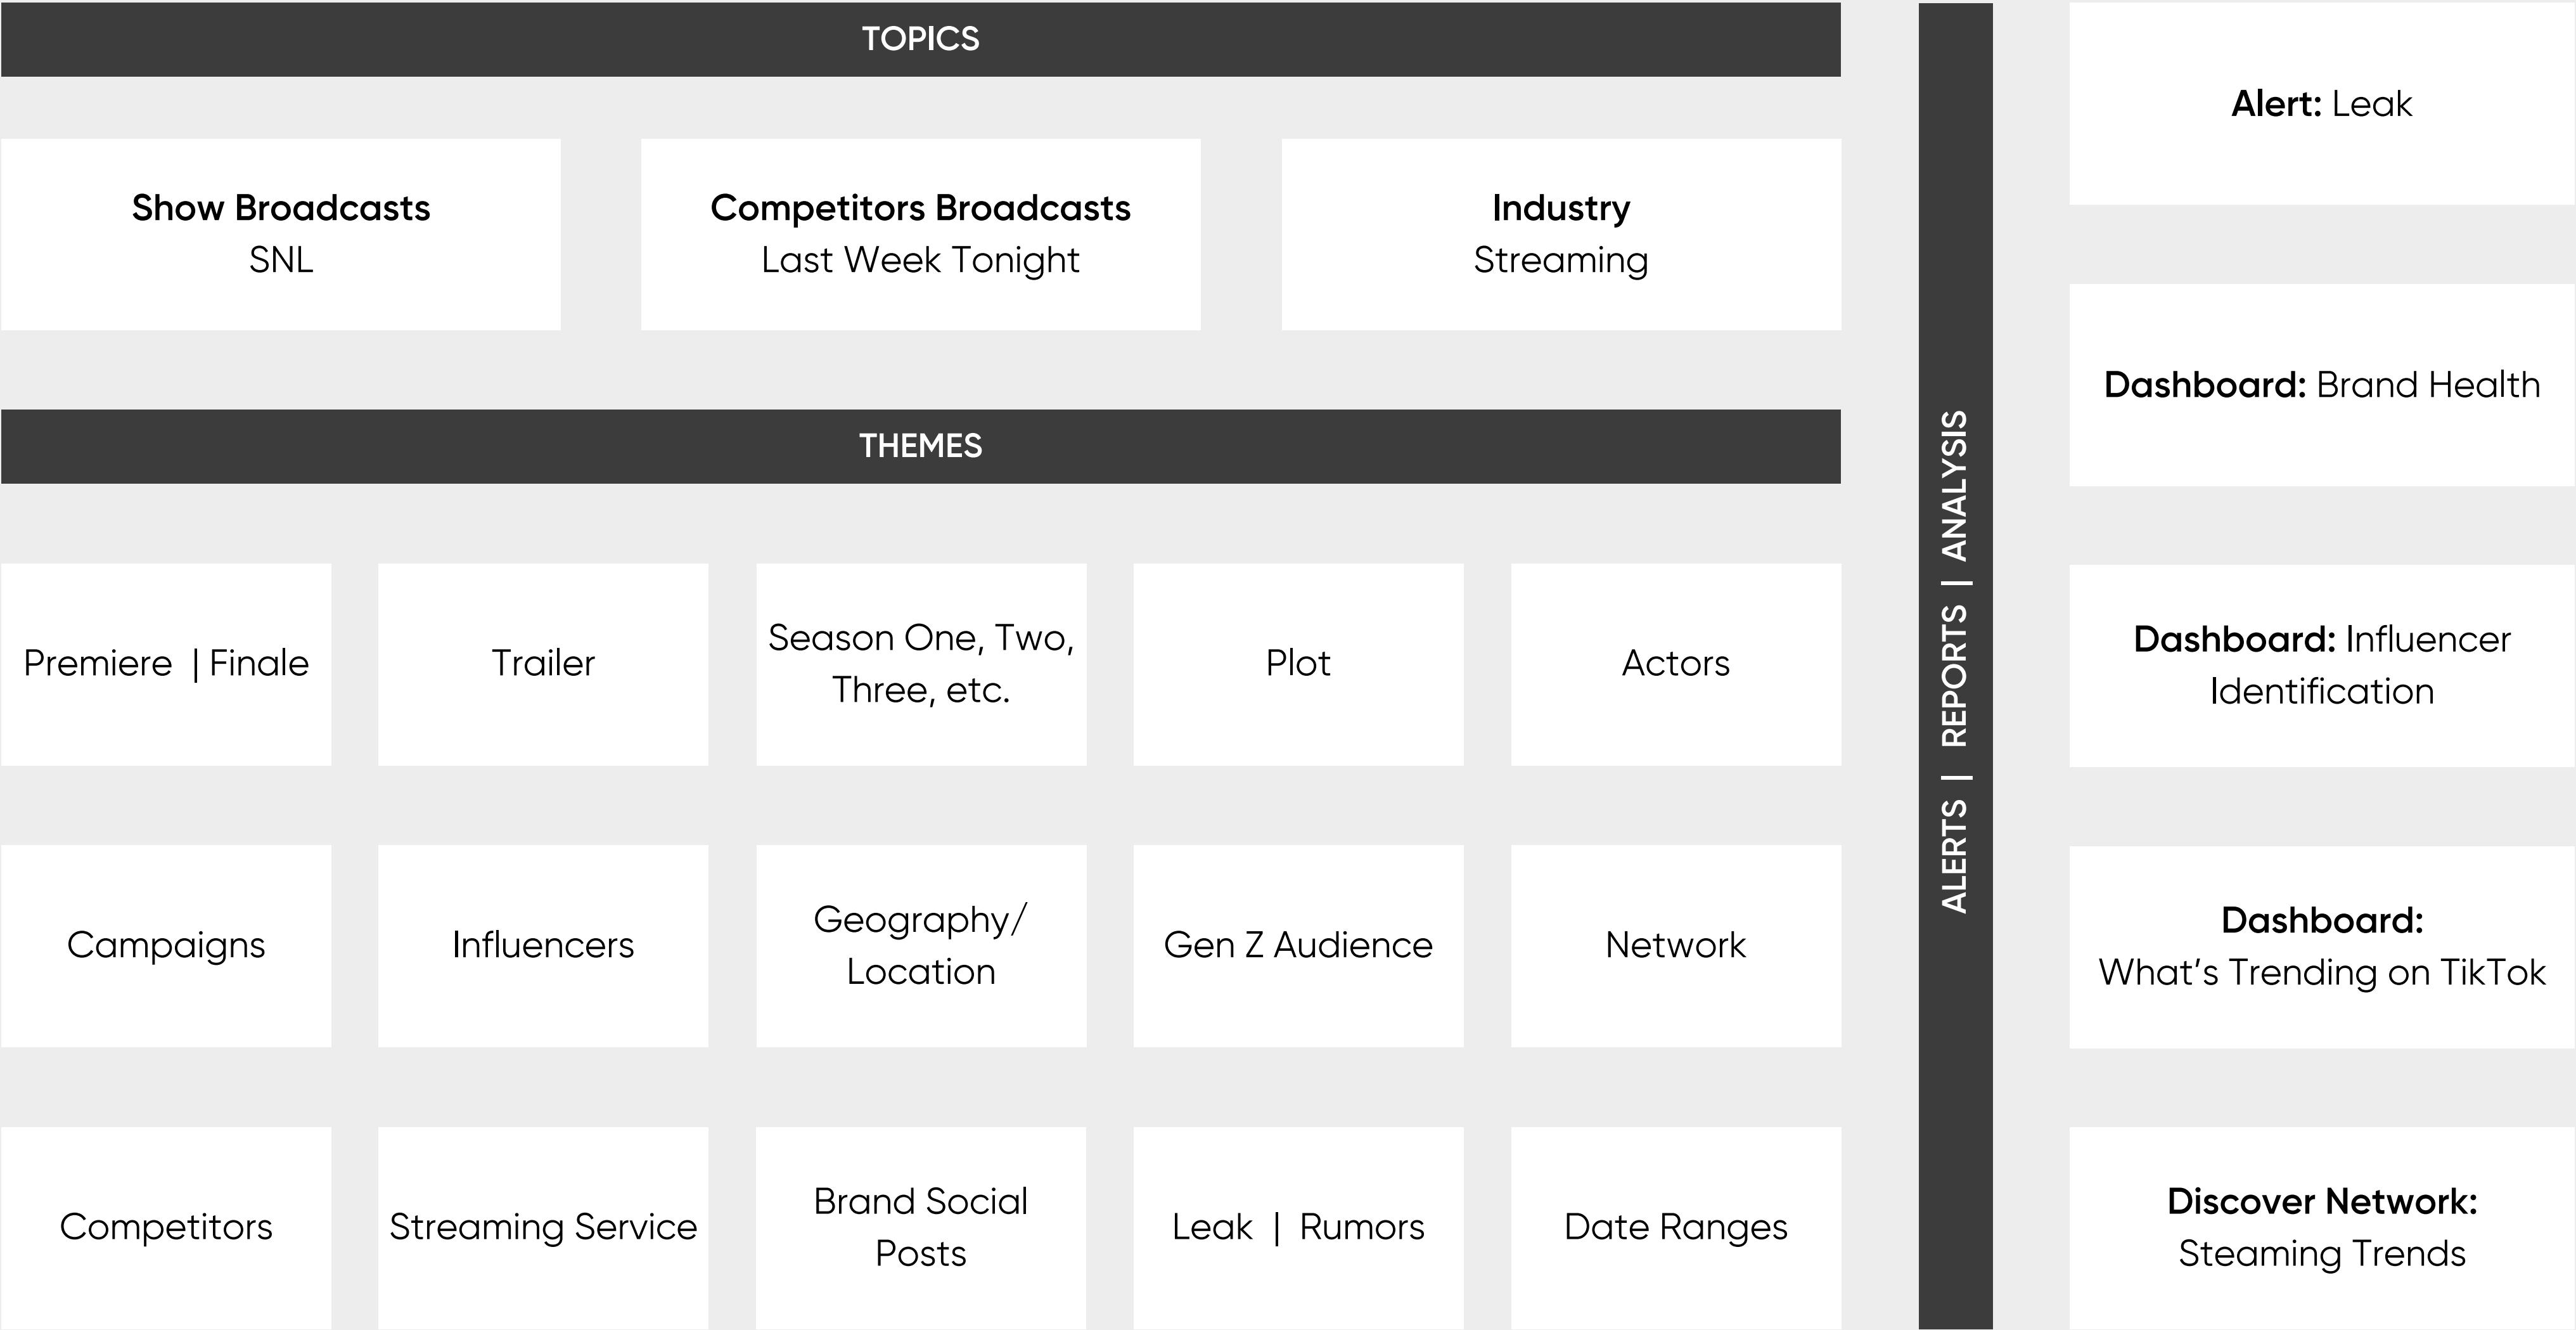 TOPICS
Show Broadcasts
SNL
Competitors Broadcasts
Last Week Tonight
Industry
Streaming
THEMES
Premiere | Finale
Trailer
Season One, Two,
Three, etc.
Plot
Actors
Campaigns
Influencers
Geography/
Location
Gen Z Audience
Network
Competitors
Streaming Service
Brand Social
Posts
Leak | Rumors
Date Ranges
ALERTS | REPORTS | ANALYSIS
Alert: Leak
Dashboard: Brand Health
Dashboard: Influencer
Identification
Dashboard:
What's Trending on TikTok
Discover Network:
Steaming Trends